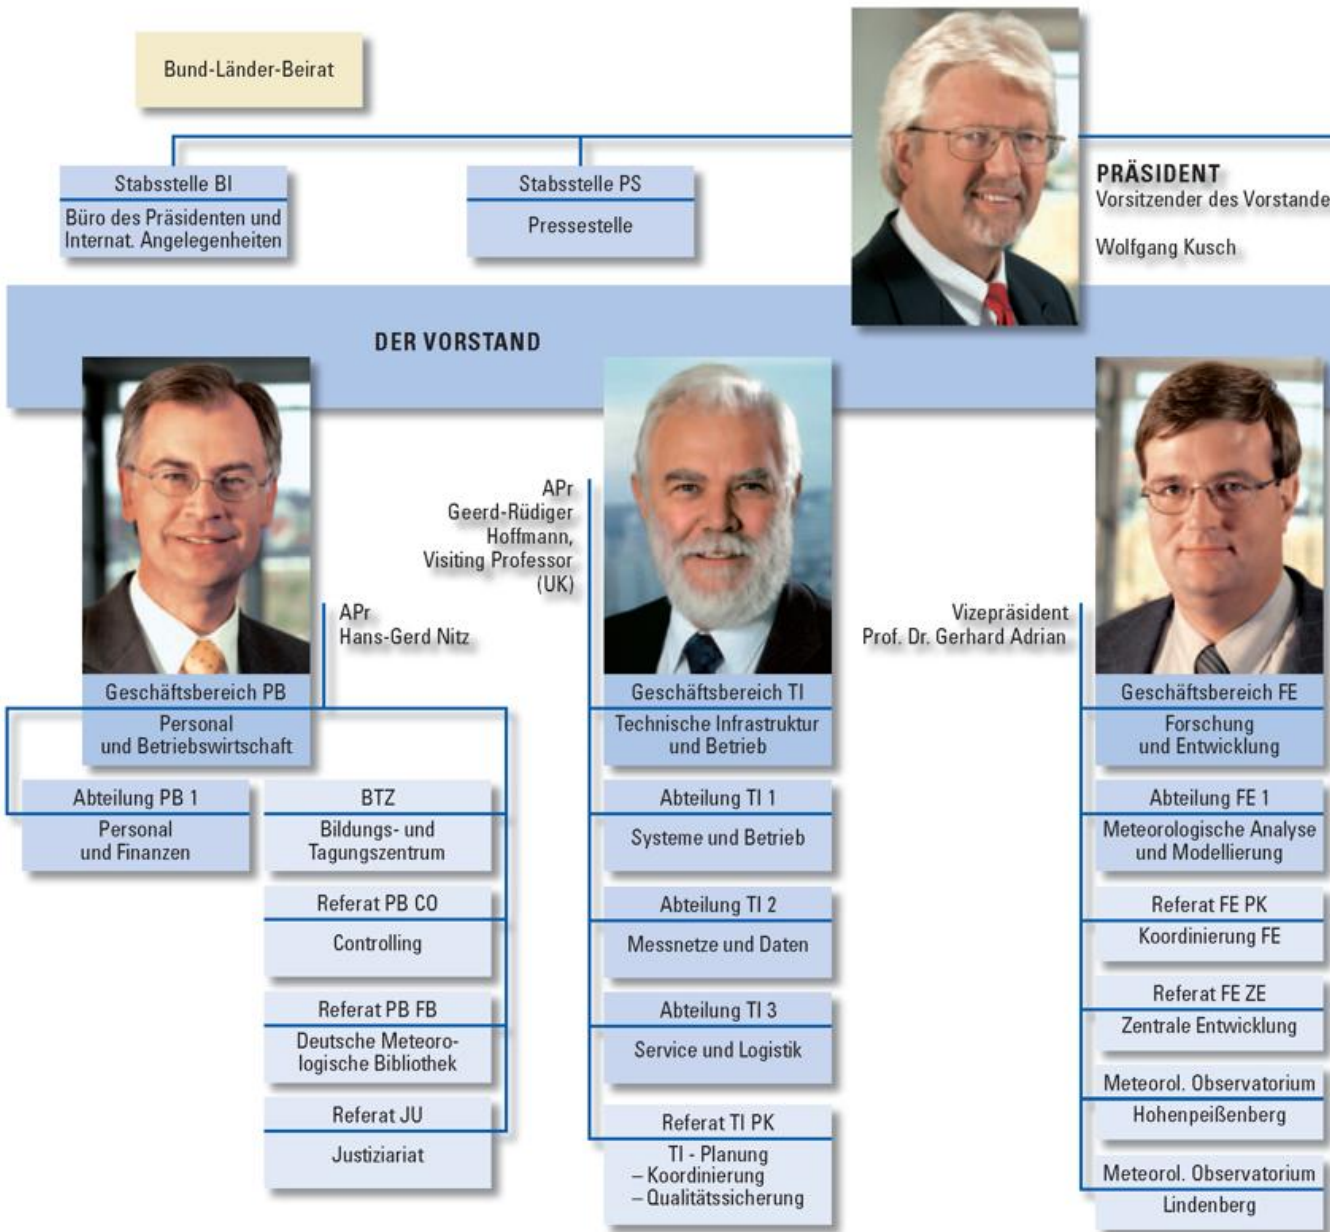 Bund-Länder-Beirat
Stabsstelle BI
Büro des Präsidenten und
Internat. Angelegenheiten
Stabsstelle PS
Pressestelle
PRÄSIDENT
Vorsitzender des Vorstande
Wolfgang Kusch
DER VORSTAND
APr
Hans-Gerd Nitz
Geschäftsbereich PB
Personal
und Betriebswirtschaft
Abteilung PB 1
Personal
und Finanzen
BTZ
Bildungs- und
Tagungszentrum
Referat PB CO
Controlling
Referat PB FB
Deutsche Meteoro-
logische Bibliothek
Referat JU
Justiziariat
APr
Geerd-Rüdiger
Hoffmann,
Visiting Professor
(UK)
Geschäftsbereich TI
Technische Infrastruktur
und Betrieb
Abteilung TI 1
Systeme und Betrieb
Abteilung TI 2
Messnetze und Daten
Abteilung TI 3
Service und Logistik
Referat TI PK
TI - Planung
– Koordinierung
– Qualitätssicherung
Vizepräsident
Prof. Dr. Gerhard Adrian
Geschäftsbereich FE
Forschung
und Entwicklung
Abteilung FE 1
Meteorologische Analyse
und Modellierung
Referat FE PK
Koordinierung FE
Referat FE ZE
Zentrale Entwicklung
Meteorol. Observatorium
Hohenpeißenberg
Meteorol. Observatorium
Lindenberg